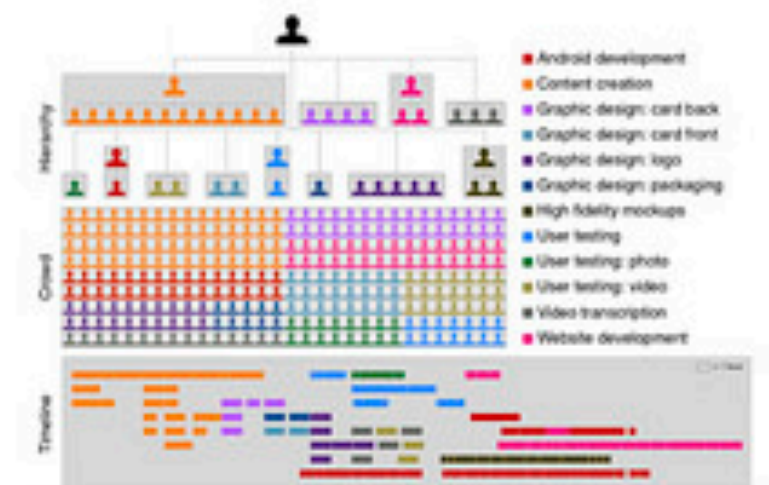 Hierarchy
Crowd
Timeline
Android development
Content creation
Graphic design: card back
Graphic design: card front
Graphic design: logo
Graphic design: packaging
High fidelity mockups
User testing
User testing: photo
User testing: video
Video transcription
Website development